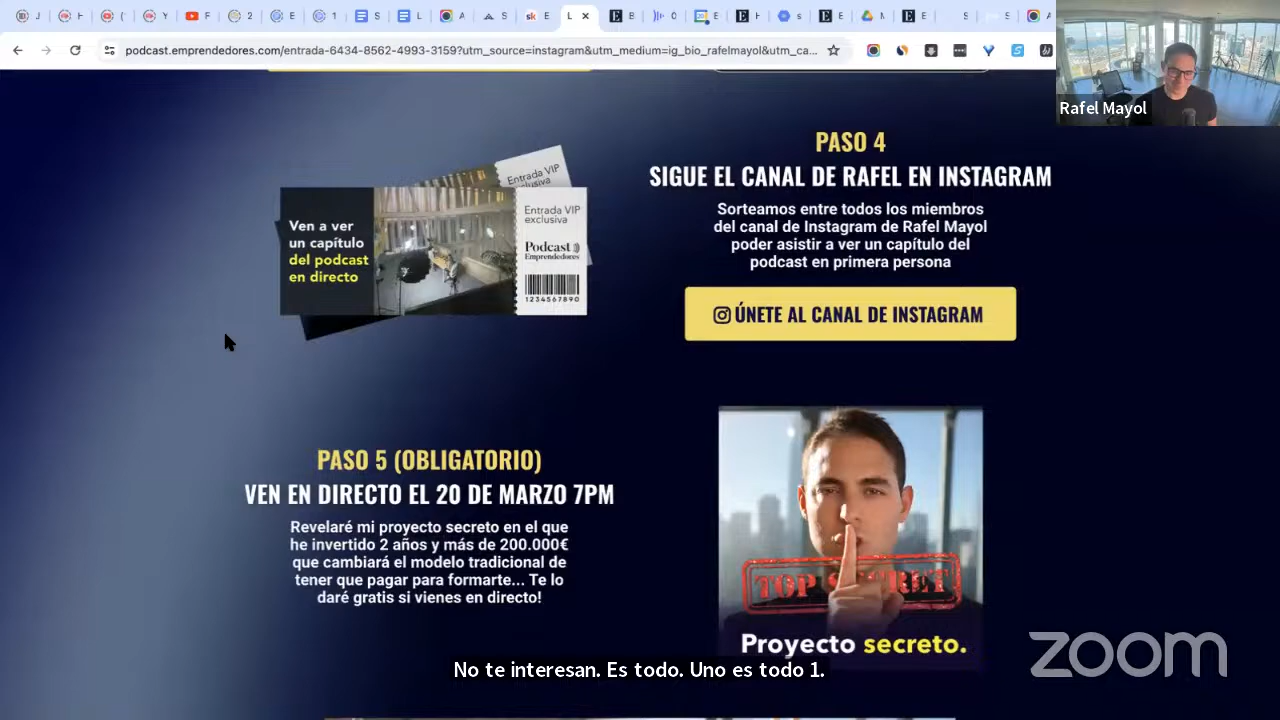 podcast.emprendedores.com/entrada-6434-8562-4993-3159?utm_source=instagram&utm_medium=ig_bio_rafelmayol&utm_ca...
Rafel Mayol
Entrada VIP
exclusiva
Ven a ver
un capítulo
del podcast
en directo
Entrada VIP
exclusiva
Podcast
Emprendedores
1234567890
PASO 4
SIGUE EL CANAL DE RAFEL EN INSTAGRAM
Sorteamos entre todos los miembros
del canal de Instagram de Rafel Mayol
poder asistir a ver un capítulo del
podcast en primera persona
ÚNETE AL CANAL DE INSTAGRAM
PASO 5 (OBLIGATORIO)
VEN EN DIRECTO EL 20 DE MARZO 7PM
Revelaré mi proyecto secreto en el que
he invertido 2 años y más de 200.000€
que cambiará el modelo tradicional de
tener que pagar para formarte... Te lo
daré gratis si vienes en directo!
TOP SECRET
Proyecto secreto.
zoom
No te interesan. Es todo. Uno es todo 1.